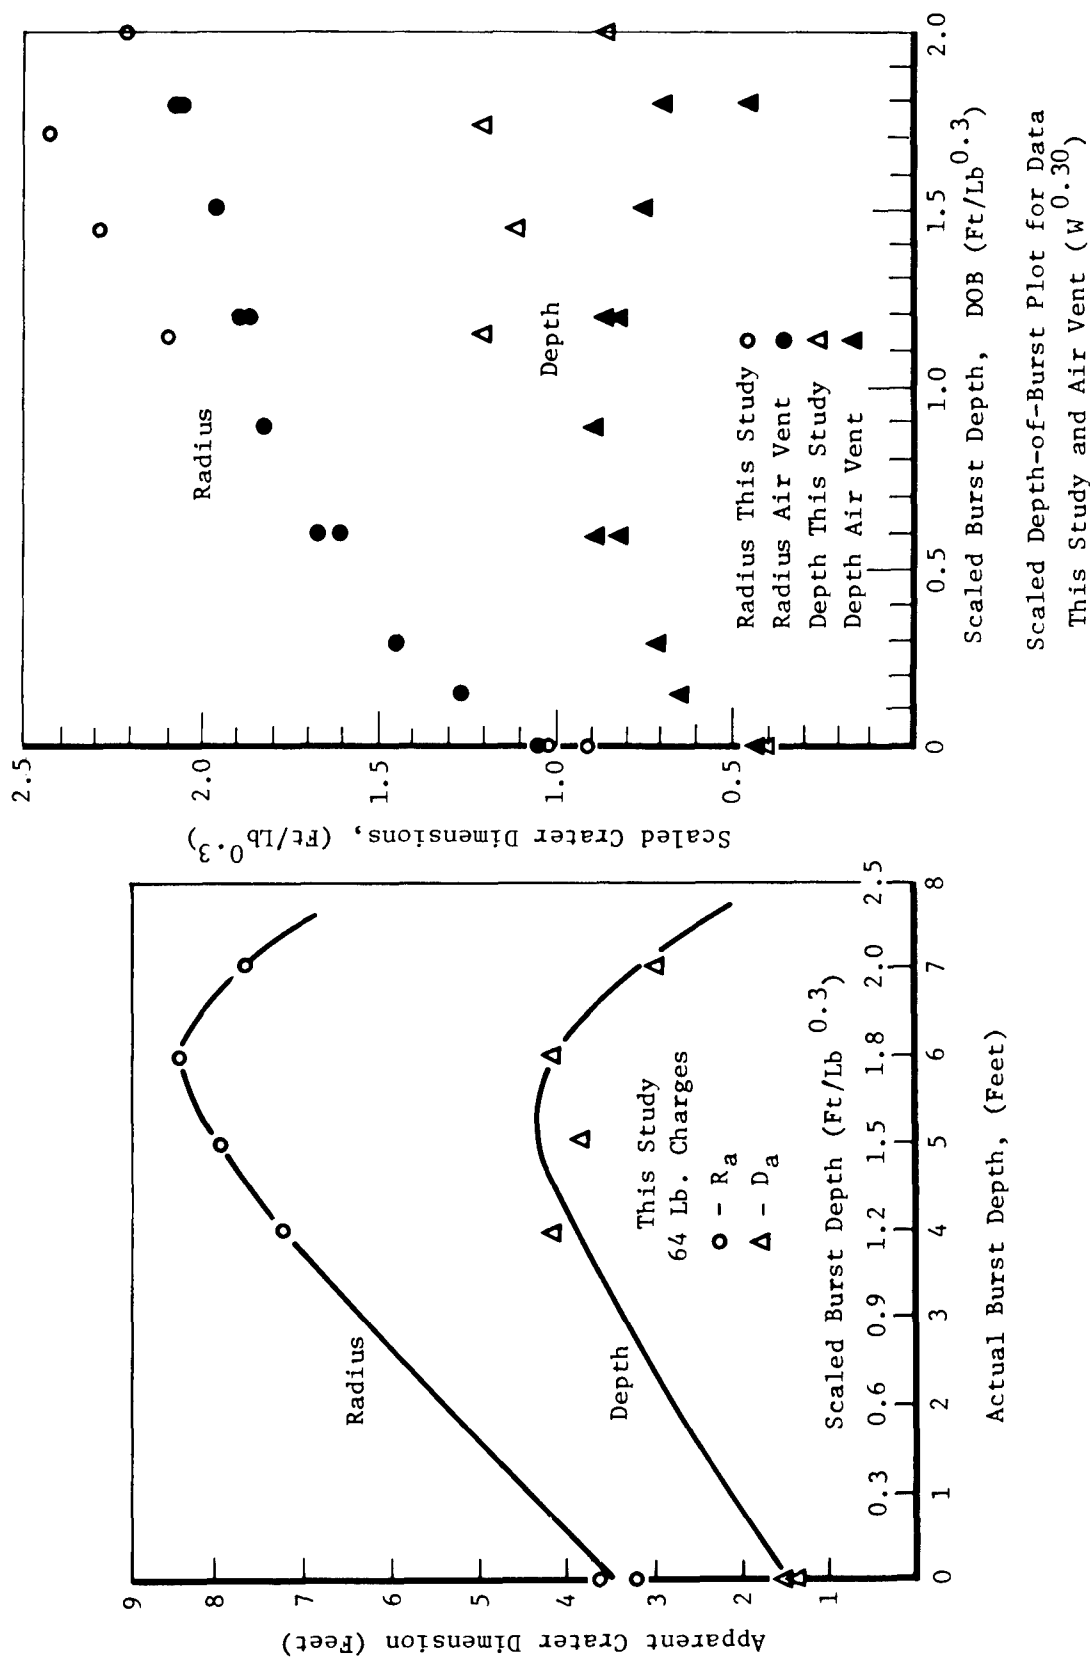 Apparent Crater Dimension (Feet)
9
8
7
6
5
4
3
2
1
Radius
Depth
This Study
64 Lb. Charges
○ - Ra
△ - Da
Scaled Burst Depth (Ft/Lb 0.3)
0.3 0.6 0.9 1.2 1.5 1.8 2.0 2.5
0 1 2 3 4 5 6 7 8
Actual Burst Depth, (Feet)
Scaled Crater Dimensions, (Ft/Lb0.3)
2.5
2.0
1.5
1.0
0.5
Radius
Depth
Radius This Study ○
Radius Air Vent ●
Depth This Study △
Depth Air Vent ▲
0 0.5 1.0 1.5 2.0
Scaled Burst Depth, DOB (Ft/Lb0.3)
Scaled Depth-of-Burst Plot for Data
This Study and Air Vent (W0.30)